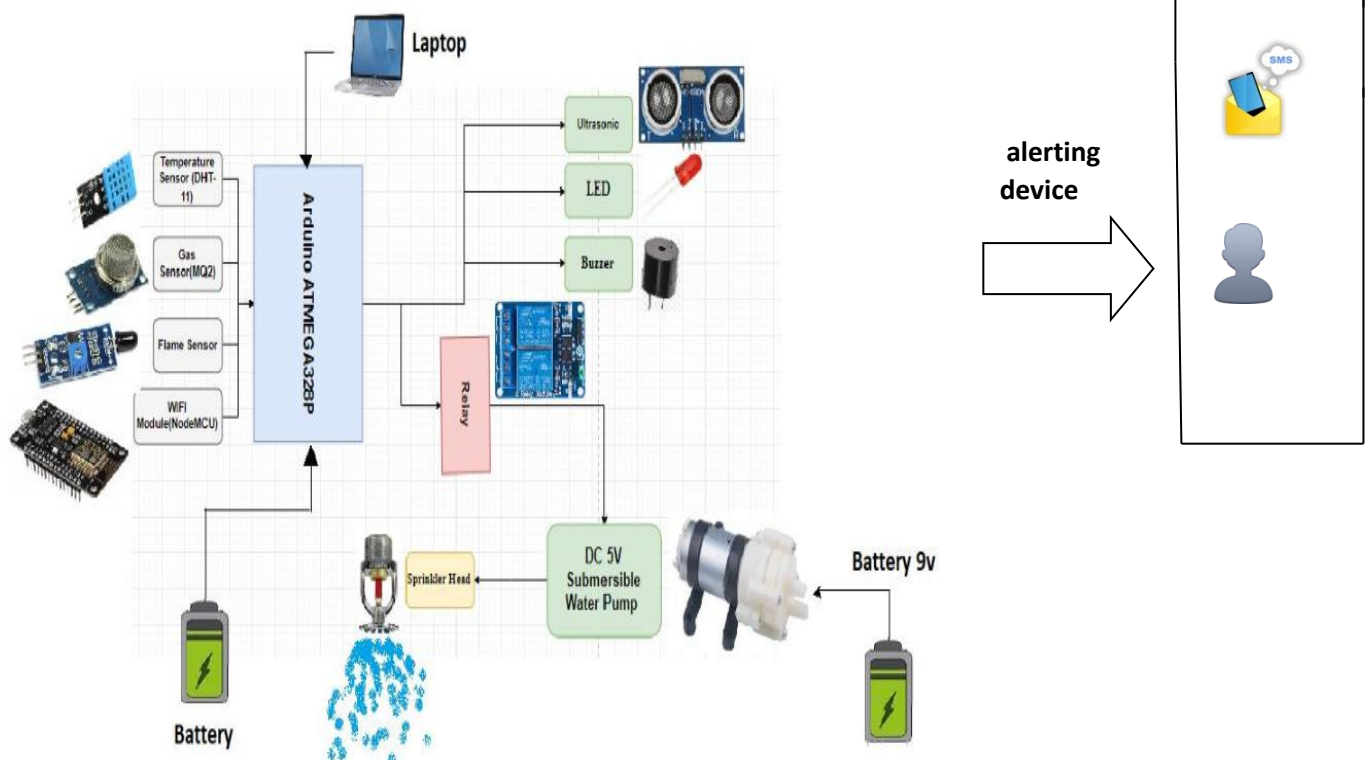 Laptop
SMS
Ultrasonic
alerting
device
Temperature
Sensor (DHT-
11)
LED
Gas
Sensor(MQ2)
Arduino ATMEGA328P
Buzzer
Flame Sensor
Relay
WiFI
Module(NodeMCU)
DC 5V
Submersible
Water Pump
Sprinkler Head
Battery 9v
Battery